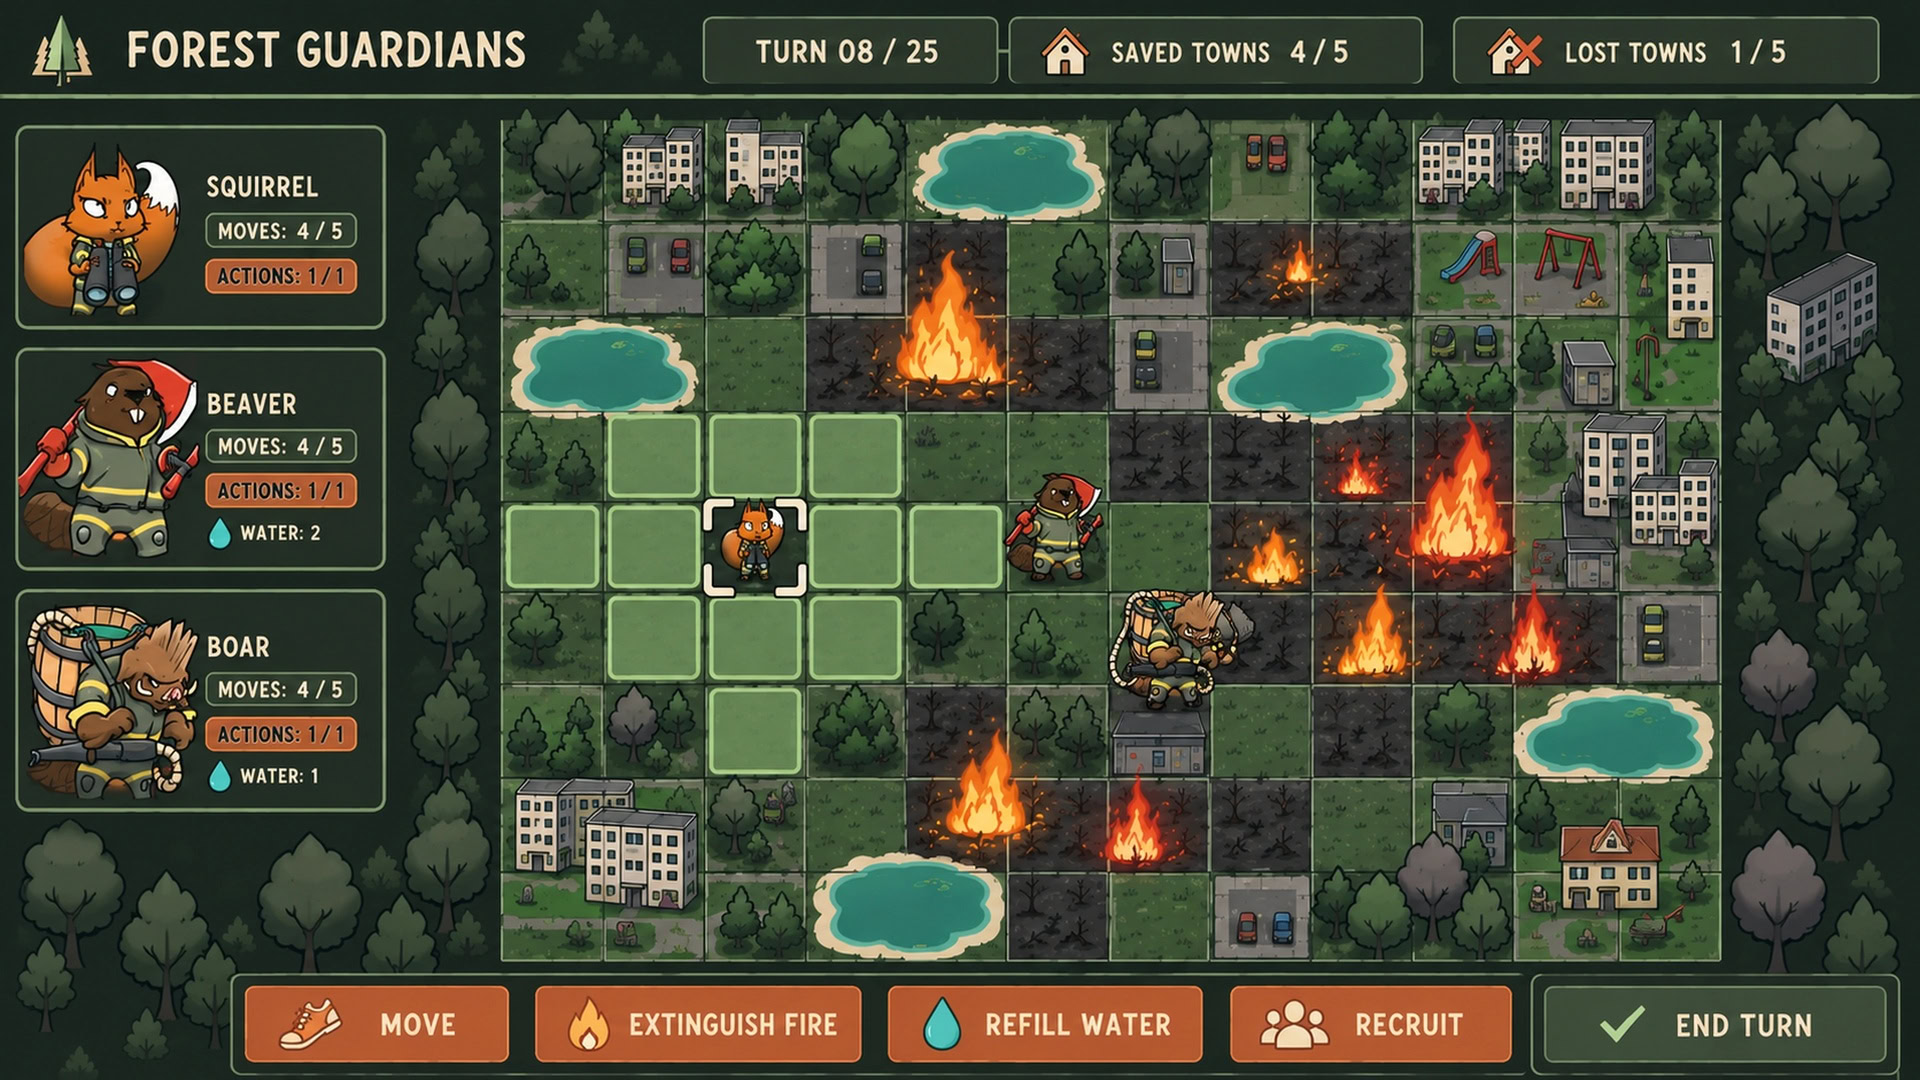 FOREST GUARDIANS
TURN 08 / 25
SAVED TOWNS 4 / 5
LOST TOWNS 1 / 5
SQUIRREL
MOVES: 4 / 5
ACTIONS: 1 / 1
BEAVER
MOVES: 4 / 5
ACTIONS: 1 / 1
WATER: 2
BOAR
MOVES: 4 / 5
ACTIONS: 1 / 1
WATER: 1
MOVE
EXTINGUISH FIRE
REFILL WATER
RECRUIT
END TURN